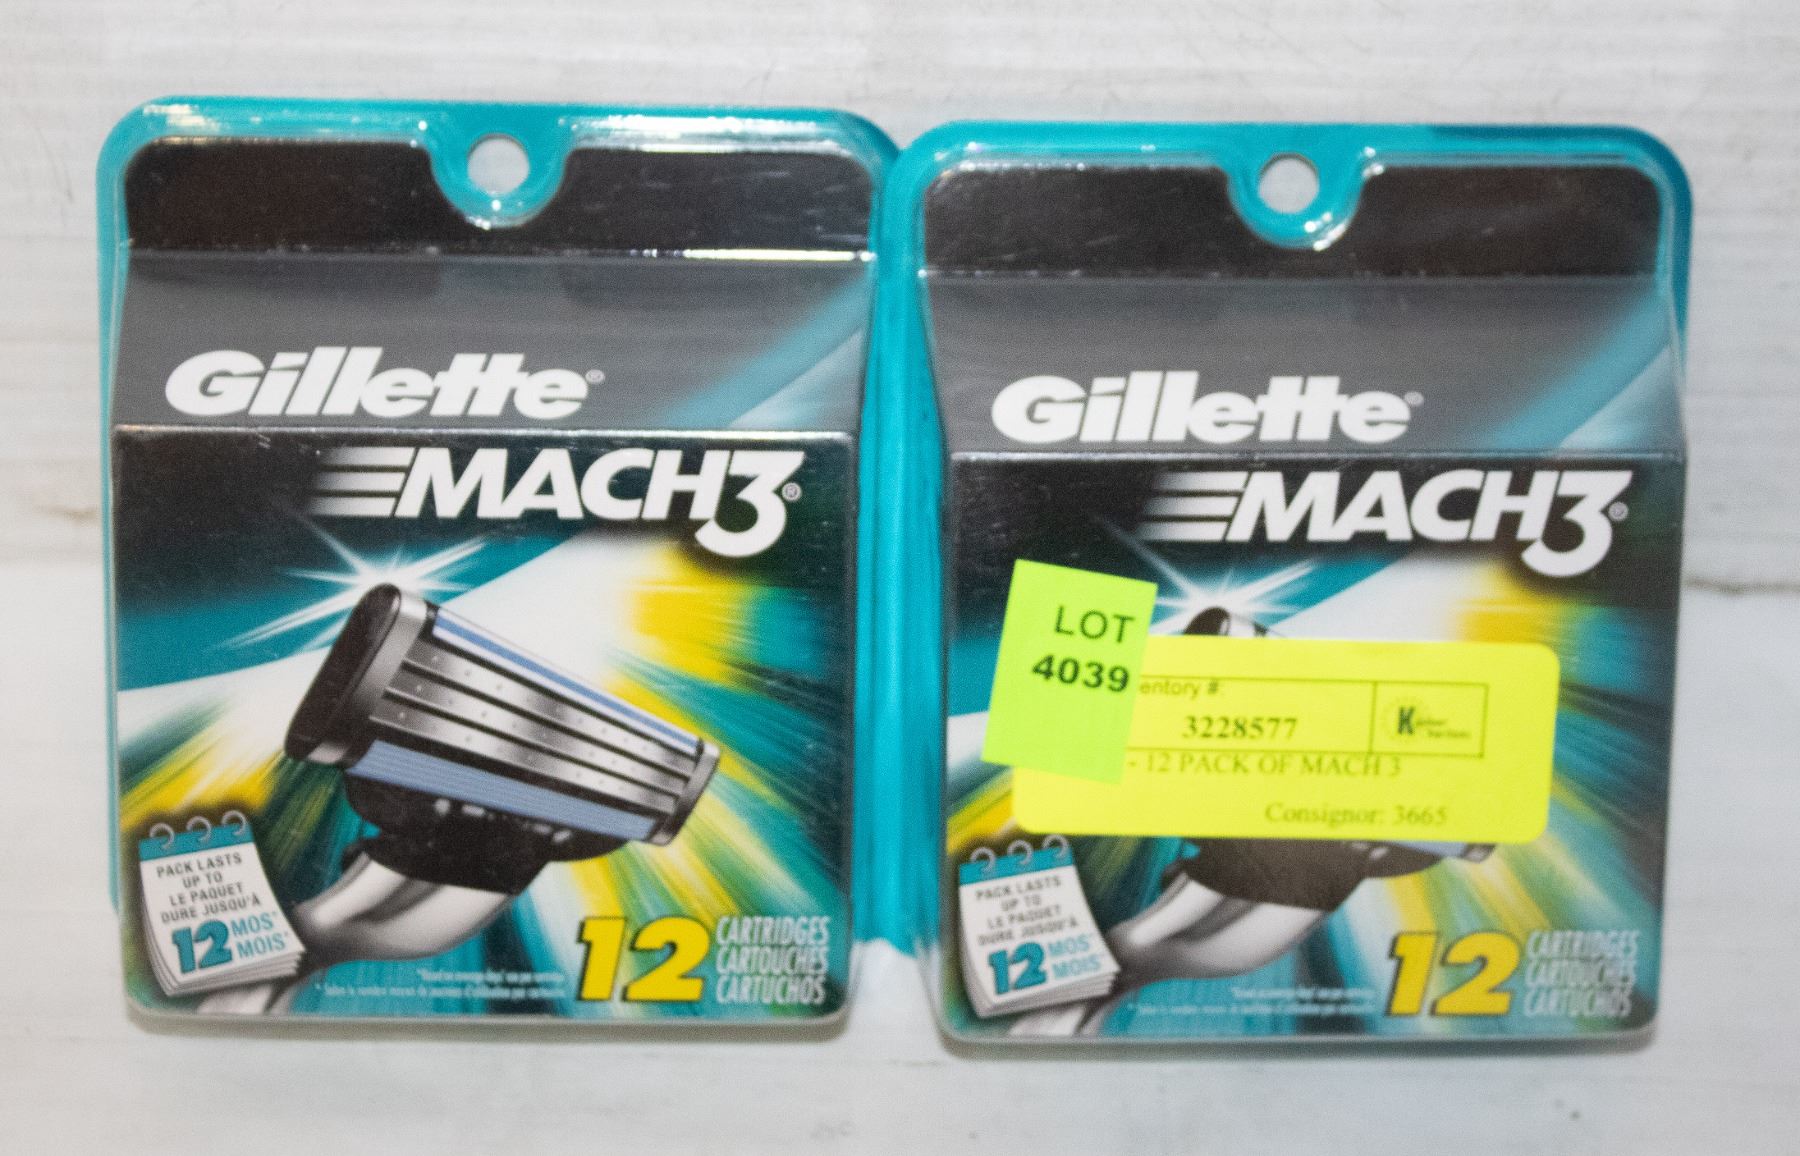 Gillette®
MACH3®
PACK LASTS
UP TO
LE PAQUET
DURE JUSQU'À
12 MOS*
MOIS*
12 CARTRIDGES
CARTOUCHES
CARTUCHOS
Gillette®
MACH3®
LOT
4039
entory #:
3228577
- 12 PACK OF MACH 3
Consignor: 3665
PACK LASTS
UP TO
LE PAQUET
DURE JUSQU'À
12 MOS*
MOIS*
12 CARTRIDGES
CARTOUCHES
CARTUCHOS